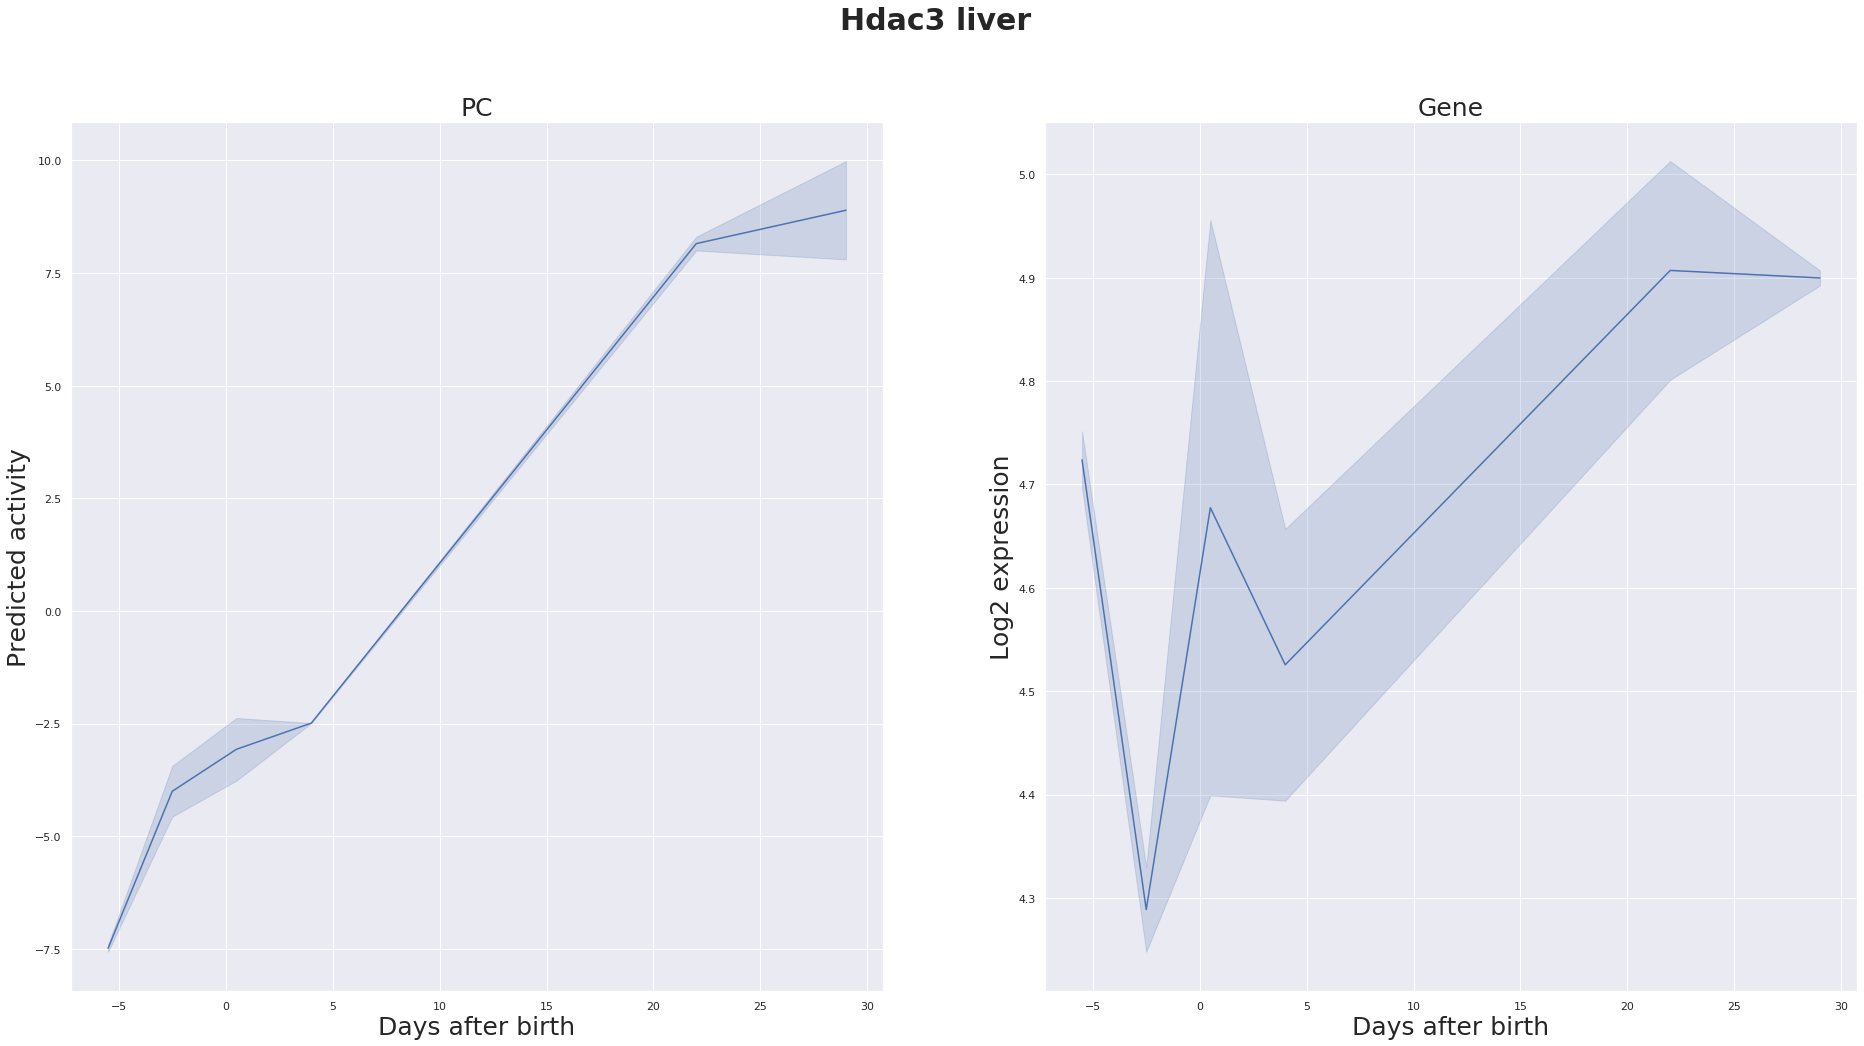 Hdac3 liver
PC
Predicted activity
10.0
7.5
5.0
2.5
0.0
−2.5
−5.0
−7.5
−5 0 5 10 15 20 25 30
Days after birth
Gene
Log2 expression
5.0
4.9
4.8
4.7
4.6
4.5
4.4
4.3
−5 0 5 10 15 20 25 30
Days after birth